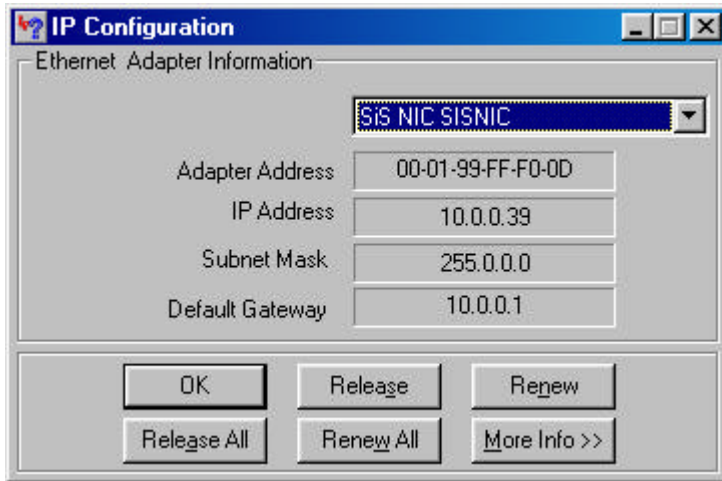 IP Configuration
Ethernet Adapter Information
SiS NIC SISNIC
Adapter Address 00-01-99-FF-F0-0D
IP Address 10.0.0.39
Subnet Mask 255.0.0.0
Default Gateway 10.0.0.1
OK Release Renew
Release All Renew All More Info >>